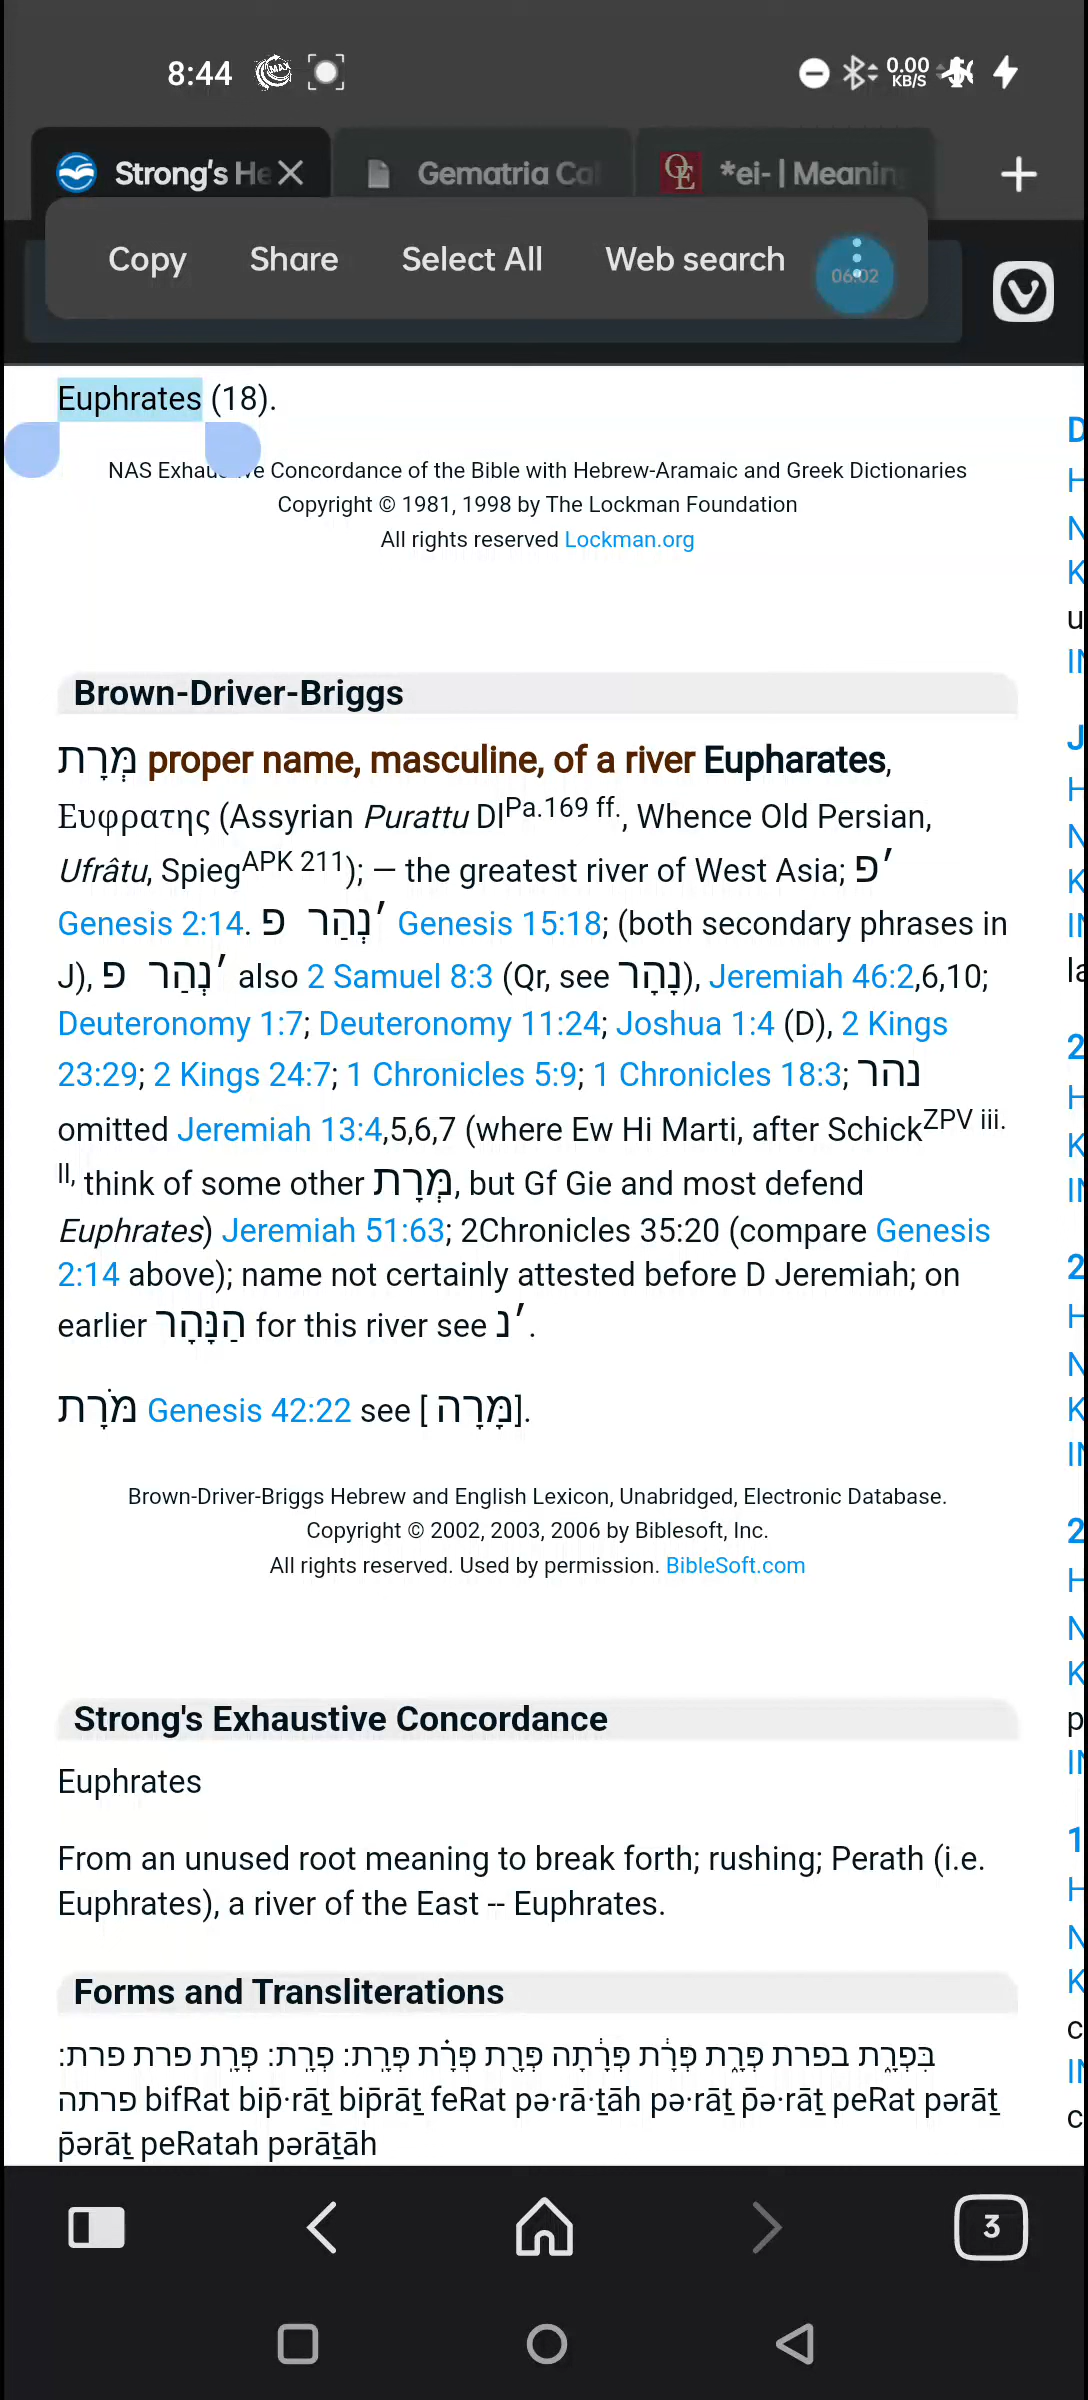 8:44
0.00
KB/S
Strong's He
Gematria Cal
*ei- | Meaning
Copy Share Select All Web search
06:02
Euphrates (18).
NAS Exhau ve Concordance of the Bible with Hebrew-Aramaic and Greek Dictionaries
Copyright © 1981, 1998 by The Lockman Foundation
All rights reserved Lockman.org
Brown-Driver-Briggs
מְּרָת proper name, masculine, of a river Eupharates,
Ευφρατης (Assyrian Purattu DlPa.169 ff., Whence Old Persian,
Ufrâtu, SpiegAPK 211); — the greatest river of West Asia; ׳פ
Genesis 2:14. ׳נְהַר פ Genesis 15:18; (both secondary phrases in
J), ׳נְהַר פ also 2 Samuel 8:3 (Qr, see נָהָר), Jeremiah 46:2,6,10;
Deuteronomy 1:7; Deuteronomy 11:24; Joshua 1:4 (D), 2 Kings
23:29; 2 Kings 24:7; 1 Chronicles 5:9; 1 Chronicles 18:3; נהר
omitted Jeremiah 13:4,5,6,7 (where Ew Hi Marti, after SchickZPV iii.
II, think of some other מְּרָת, but Gf Gie and most defend
Euphrates) Jeremiah 51:63; 2Chronicles 35:20 (compare Genesis
2:14 above); name not certainly attested before D Jeremiah; on
earlier הַנָּהָר for this river see ׳נ.
מֹּרָת Genesis 42:22 see [ מָּרָה].
Brown-Driver-Briggs Hebrew and English Lexicon, Unabridged, Electronic Database.
Copyright © 2002, 2003, 2006 by Biblesoft, Inc.
All rights reserved. Used by permission. BibleSoft.com
Strong's Exhaustive Concordance
Euphrates
From an unused root meaning to break forth; rushing; Perath (i.e.
Euphrates), a river of the East -- Euphrates.
Forms and Transliterations
בִּפְרָ֑ת בפרת פְּרָ֑ת פְּרָ֔ת פְּרָ֔תָה פְּרָ֖ת פְּרָ֗ת פְּרָֽת׃ פְרָֽת׃ פְּרָֽת פרת פרת׃
פרתה bifRat bip̄·rāṯ bip̄rāṯ feRat pə·rā·ṯāh pə·rāṯ p̄ə·rāṯ peRat pərāṯ
p̄ərāṯ peRatah pərāṯāh
3